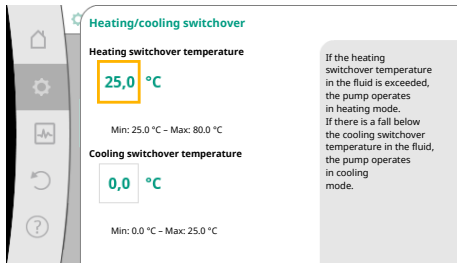 Heating/cooling switchover
Heating switchover temperature
25,0 °C
Min: 25.0 °C – Max: 80.0 °C
Cooling switchover temperature
0,0 °C
Min: 0.0 °C – Max: 25.0 °C
If the heating
switchover temperature
in the fluid is exceeded,
the pump operates
in heating mode.
If there is a fall below
the cooling switchover
temperature in the fluid,
the pump operates
in cooling
mode.
?